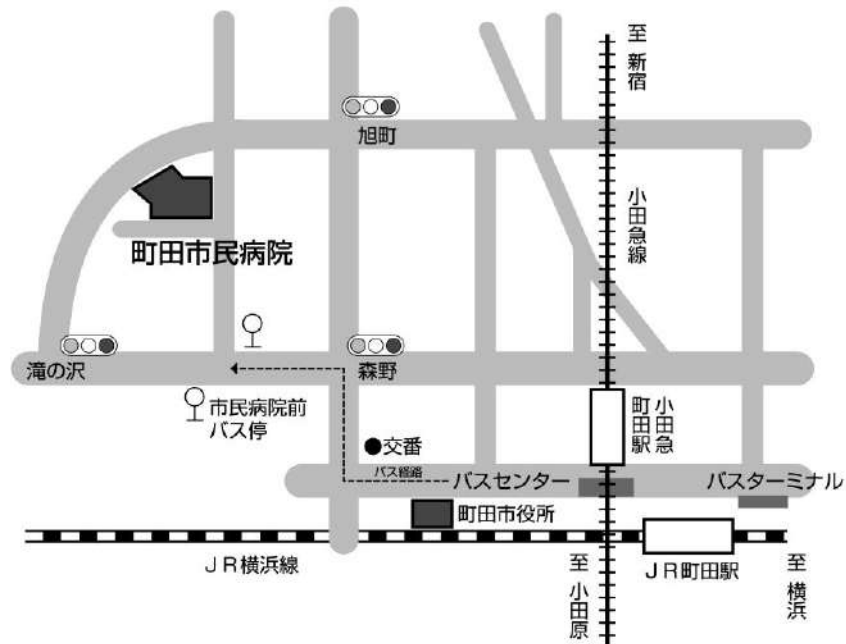 至 新宿
旭町
小田急線
町田市民病院
滝の沢
森野
小田急
町田駅
市民病院前
バス停
交番
バス経路
バスセンター
バスターミナル
町田市役所
JR横浜線
至 小田原
JR町田駅
至 横浜